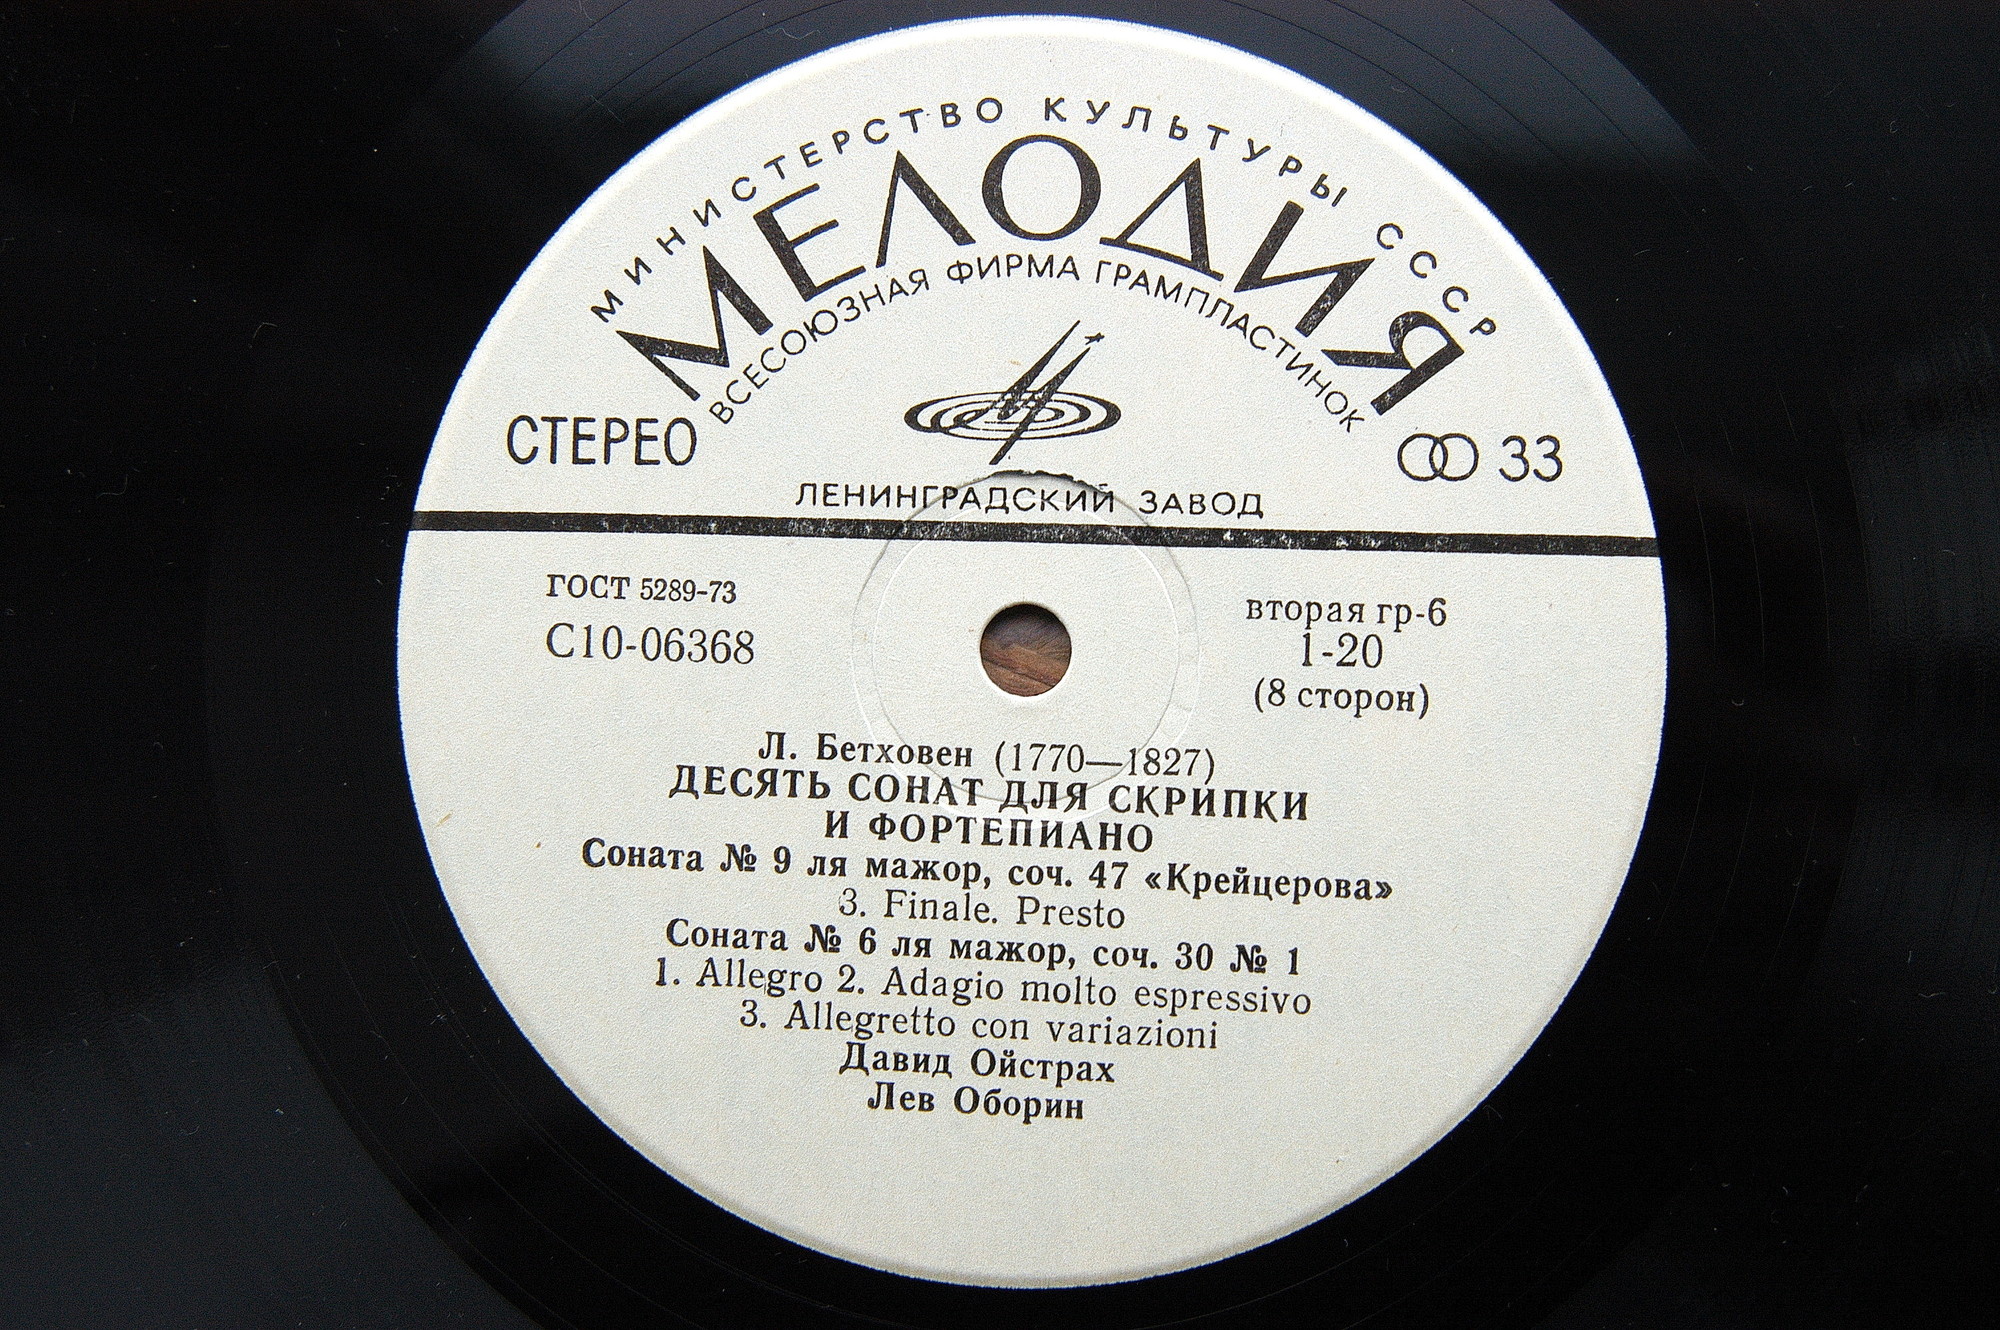 МИНИСТЕРСТВО КУЛЬТУРЫ СССР
МЕЛОДИЯ
ВСЕСОЮЗНАЯ ФИРМА ГРАМПЛАСТИНОК
СТЕРЕО
33
ЛЕНИНГРАДСКИЙ ЗАВОД
ГОСТ 5289-73
С10-06368
вторая гр-6
1-20
(8 сторон)
Л. Бетховен (1770—1827)
ДЕСЯТЬ СОНАТ ДЛЯ СКРИПКИ
И ФОРТЕПИАНО
Соната № 9 ля мажор, соч. 47 «Крейцерова»
3. Finale. Presto
Соната № 6 ля мажор, соч. 30 № 1
1. Allegro 2. Adagio molto espressivo
3. Allegretto con variazioni
Давид Ойстрах
Лев Оборин